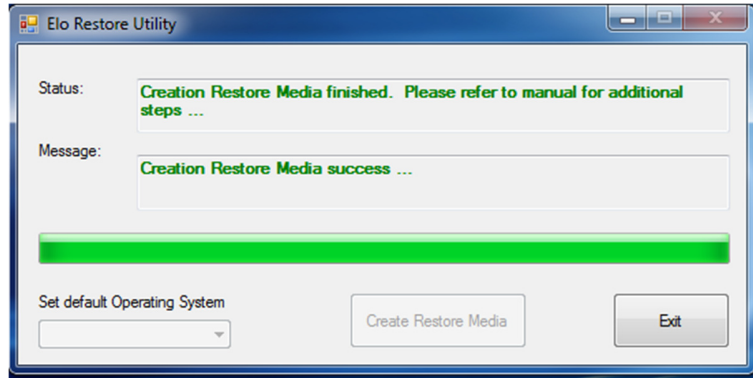 Elo Restore Utility
Status:
Creation Restore Media finished.  Please refer to manual for additional
steps ...
Message:
Creation Restore Media success ...
Set default Operating System
Create Restore Media
Exit